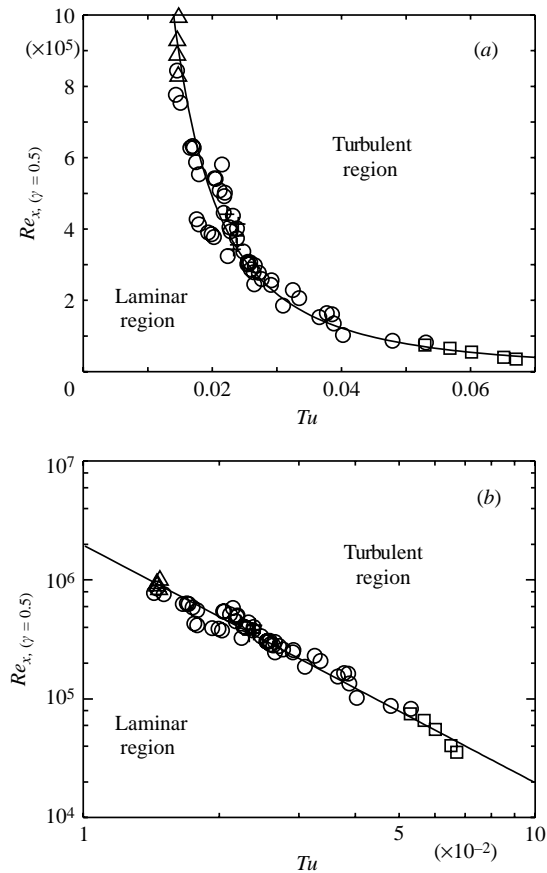 10
(×10⁵)
(a)
8
6
4
2
0
Re_{x, (γ = 0.5)}
Turbulent
region
Laminar
region
0.02
0.04
0.06
Tu
10⁷
(b)
10⁶
10⁵
10⁴
Re_{x, (γ = 0.5)}
Turbulent
region
Laminar
region
1
5
10
(×10⁻²)
Tu